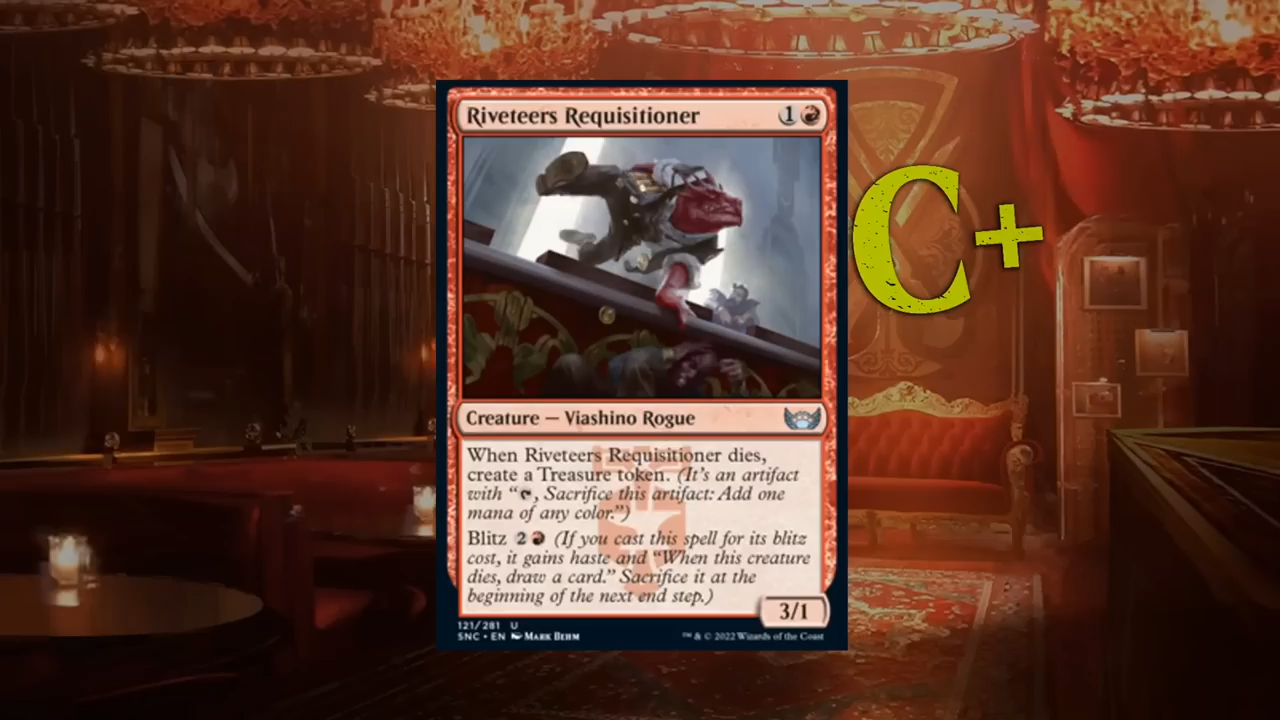 Riveteers Requisitioner 1
C+
Creature — Viashino Rogue
When Riveteers Requisitioner dies,
create a Treasure token. (It's an artifact
with “, Sacrifice this artifact: Add one
mana of any color.”)
Blitz 2 (If you cast this spell for its blitz
cost, it gains haste and “When this creature
dies, draw a card.” Sacrifice it at the
beginning of the next end step.)
3/1
121/281 U
SNC • EN Mark Behm
™ & © 2022 Wizards of the Coast